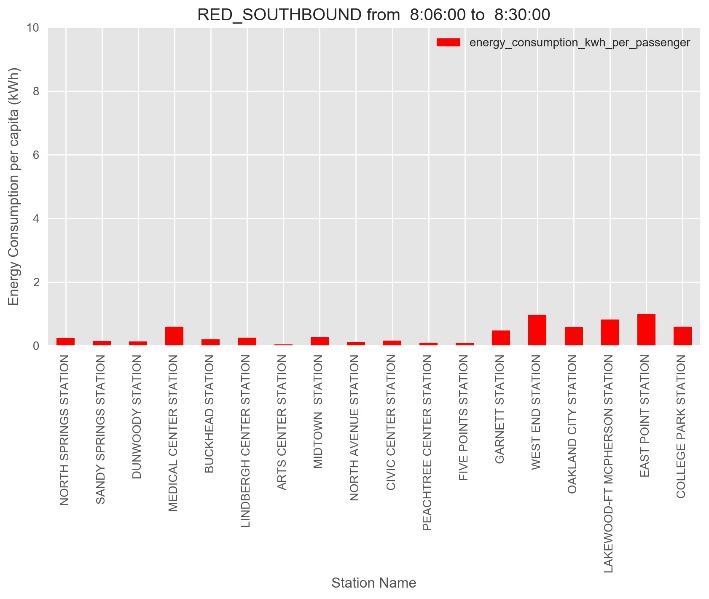 RED_SOUTHBOUND from  8:06:00 to  8:30:00
energy_consumption_kwh_per_passenger
Energy Consumption per capita (kWh)
10
8
6
4
2
0
NORTH SPRINGS STATION
SANDY SPRINGS STATION
DUNWOODY STATION
MEDICAL CENTER STATION
BUCKHEAD STATION
LINDBERGH CENTER STATION
ARTS CENTER STATION
MIDTOWN  STATION
NORTH AVENUE STATION
CIVIC CENTER STATION
PEACHTREE CENTER STATION
FIVE POINTS STATION
GARNETT STATION
WEST END STATION
OAKLAND CITY STATION
LAKEWOOD-FT MCPHERSON STATION
EAST POINT STATION
COLLEGE PARK STATION
Station Name